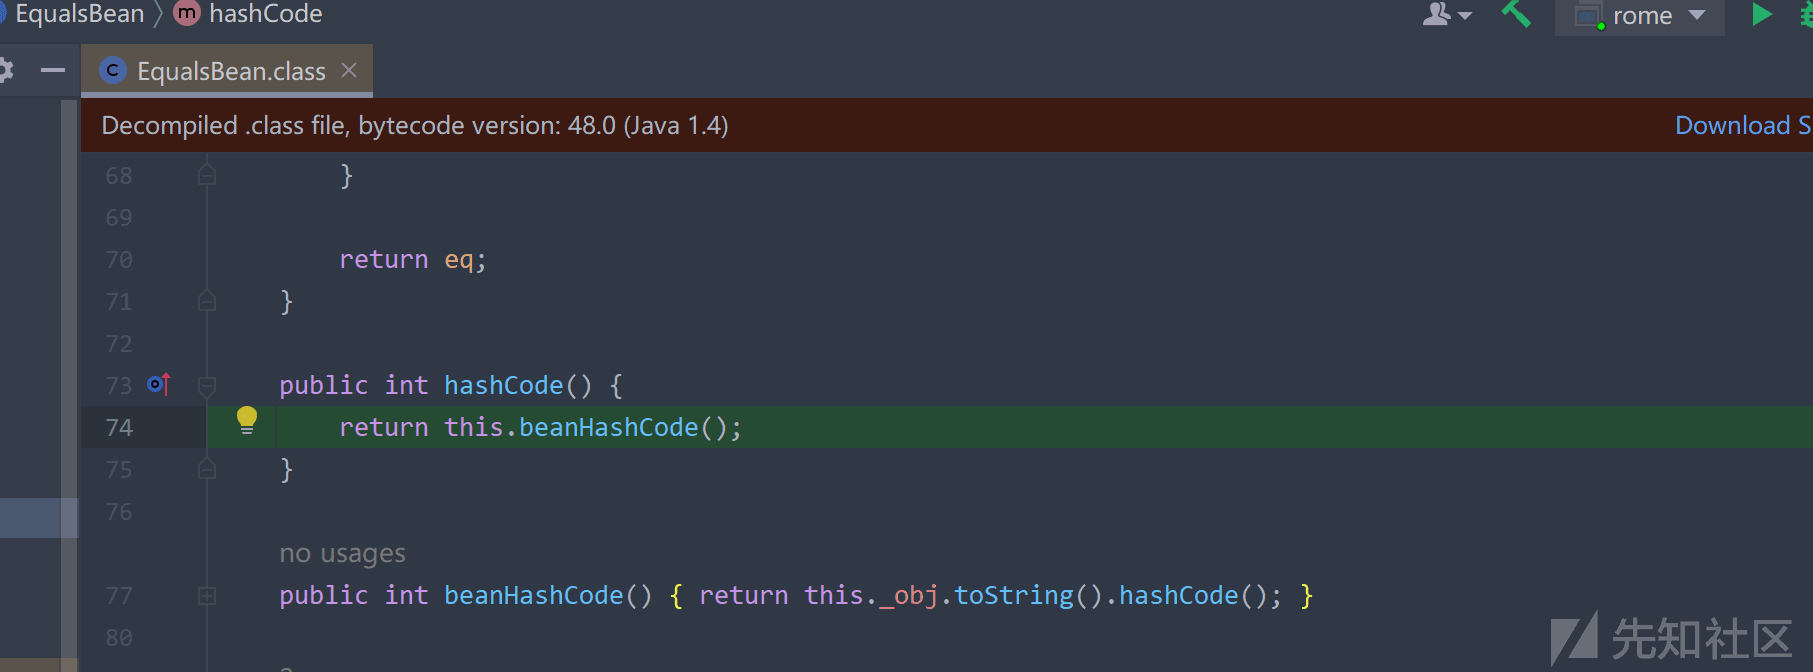 EqualsBean 〉 m hashCode
rome
C EqualsBean.class ×
Decompiled .class file, bytecode version: 48.0 (Java 1.4)
Download S
68 }
69
70 return eq;
71 }
72
73 public int hashCode() {
74 return this.beanHashCode();
75 }
76
no usages
77 public int beanHashCode() { return this._obj.toString().hashCode(); }
80
先知社区